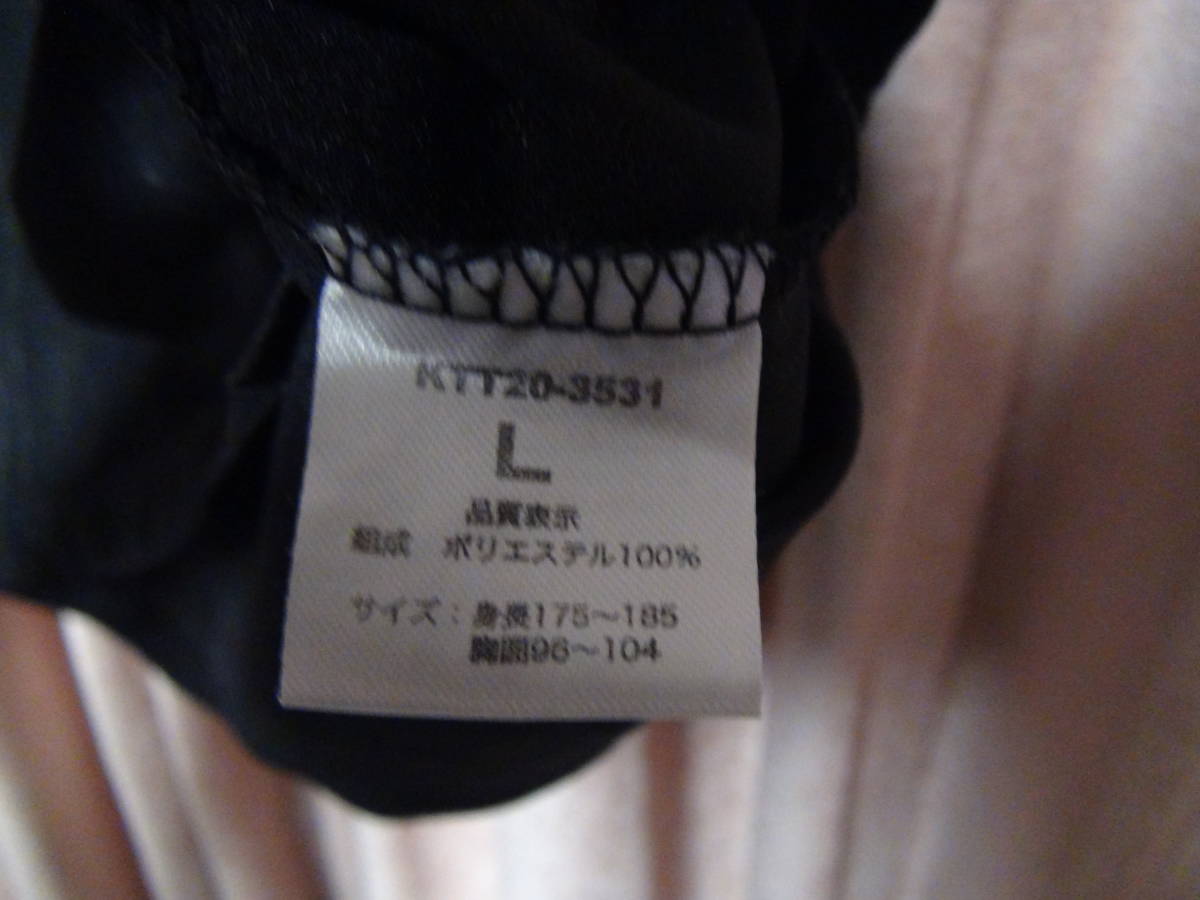 KTT20-3531
L
品質表示
組成 ポリエステル100%
サイズ：身長175〜185
胸囲96〜104